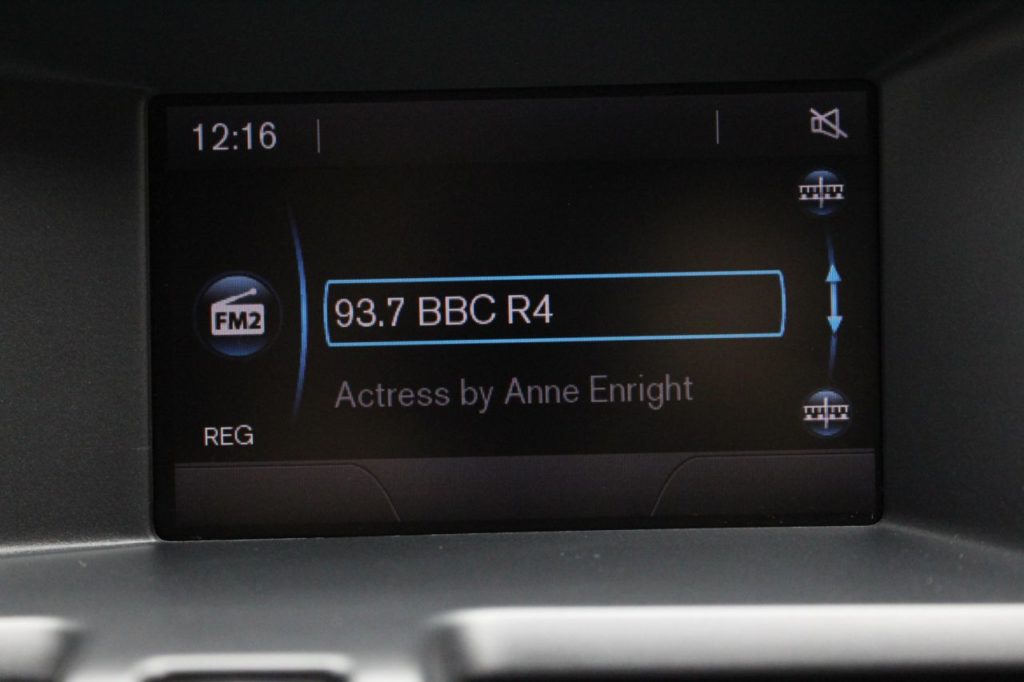 12:16
93.7 BBC R4
FM2
Actress by Anne Enright
REG